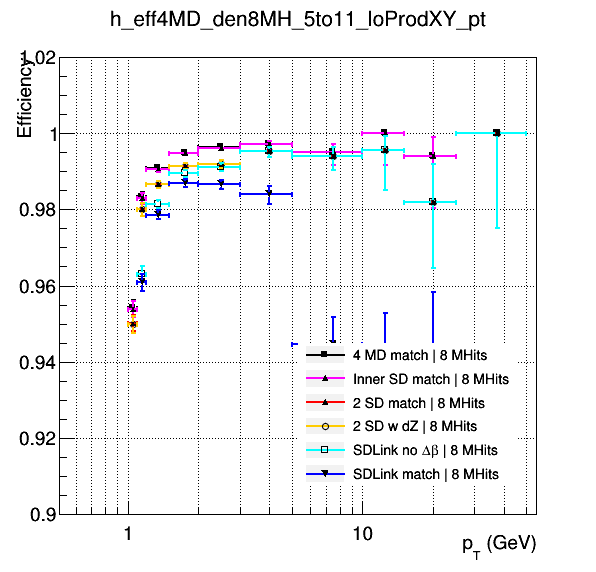 h_eff4MD_den8MH_5to11_loProdXY_pt
Efficiency
1.02
1
0.98
0.96
0.94
0.92
0.9
4 MD match | 8 MHits
Inner SD match | 8 MHits
2 SD match | 8 MHits
2 SD w dZ | 8 MHits
SDLink no Δβ | 8 MHits
SDLink match | 8 MHits
1
10
p_T (GeV)